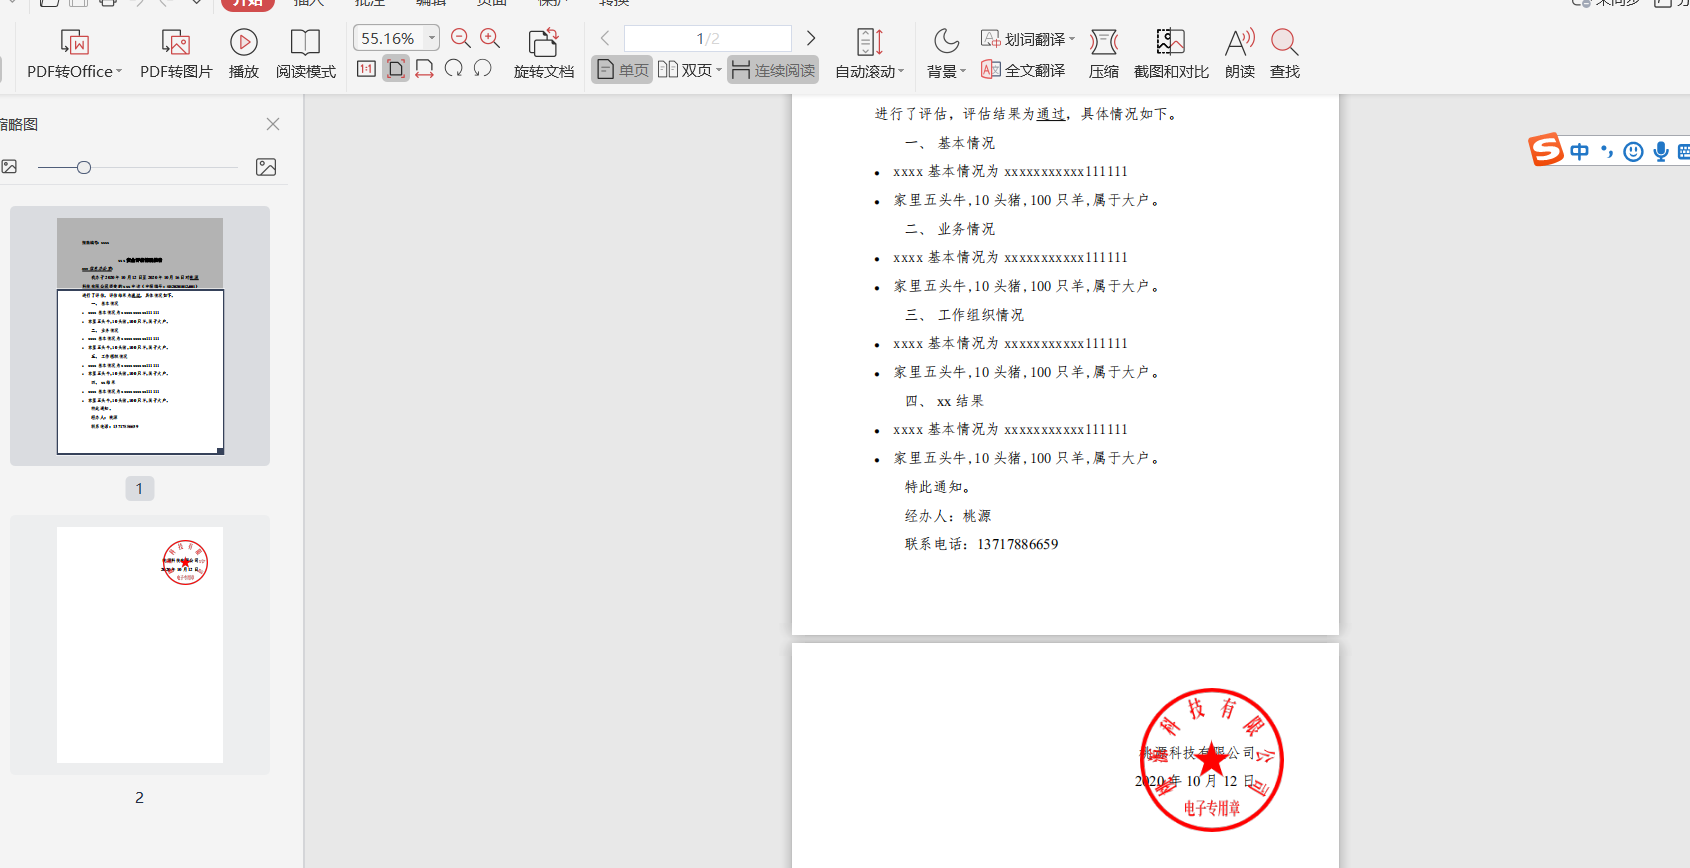 开始 插入 批注 编辑 页面 保护 转换
未同步
PDF转Office
PDF转图片
播放
阅读模式
55.16%
1:1
旋转文档
1/2
单页
双页
连续阅读
自动滚动
背景
划词翻译
全文翻译
压缩
截图和对比
朗读
查找
缩略图
中
1
2
进行了评估，评估结果为通过，具体情况如下。
一、 基本情况
• xxxx 基本情况为 xxxxxxxxxxx111111
• 家里五头牛,10 头猪,100 只羊,属于大户。
二、 业务情况
• xxxx 基本情况为 xxxxxxxxxxx111111
• 家里五头牛,10 头猪,100 只羊,属于大户。
三、 工作组织情况
• xxxx 基本情况为 xxxxxxxxxxx111111
• 家里五头牛,10 头猪,100 只羊,属于大户。
四、 xx 结果
• xxxx 基本情况为 xxxxxxxxxxx111111
• 家里五头牛,10 头猪,100 只羊,属于大户。
特此通知。
经办人：桃源
联系电话：13717886659
桃源科技有限公司
桃源科技有限公司
2020 年 10 月 12 日
电子专用章